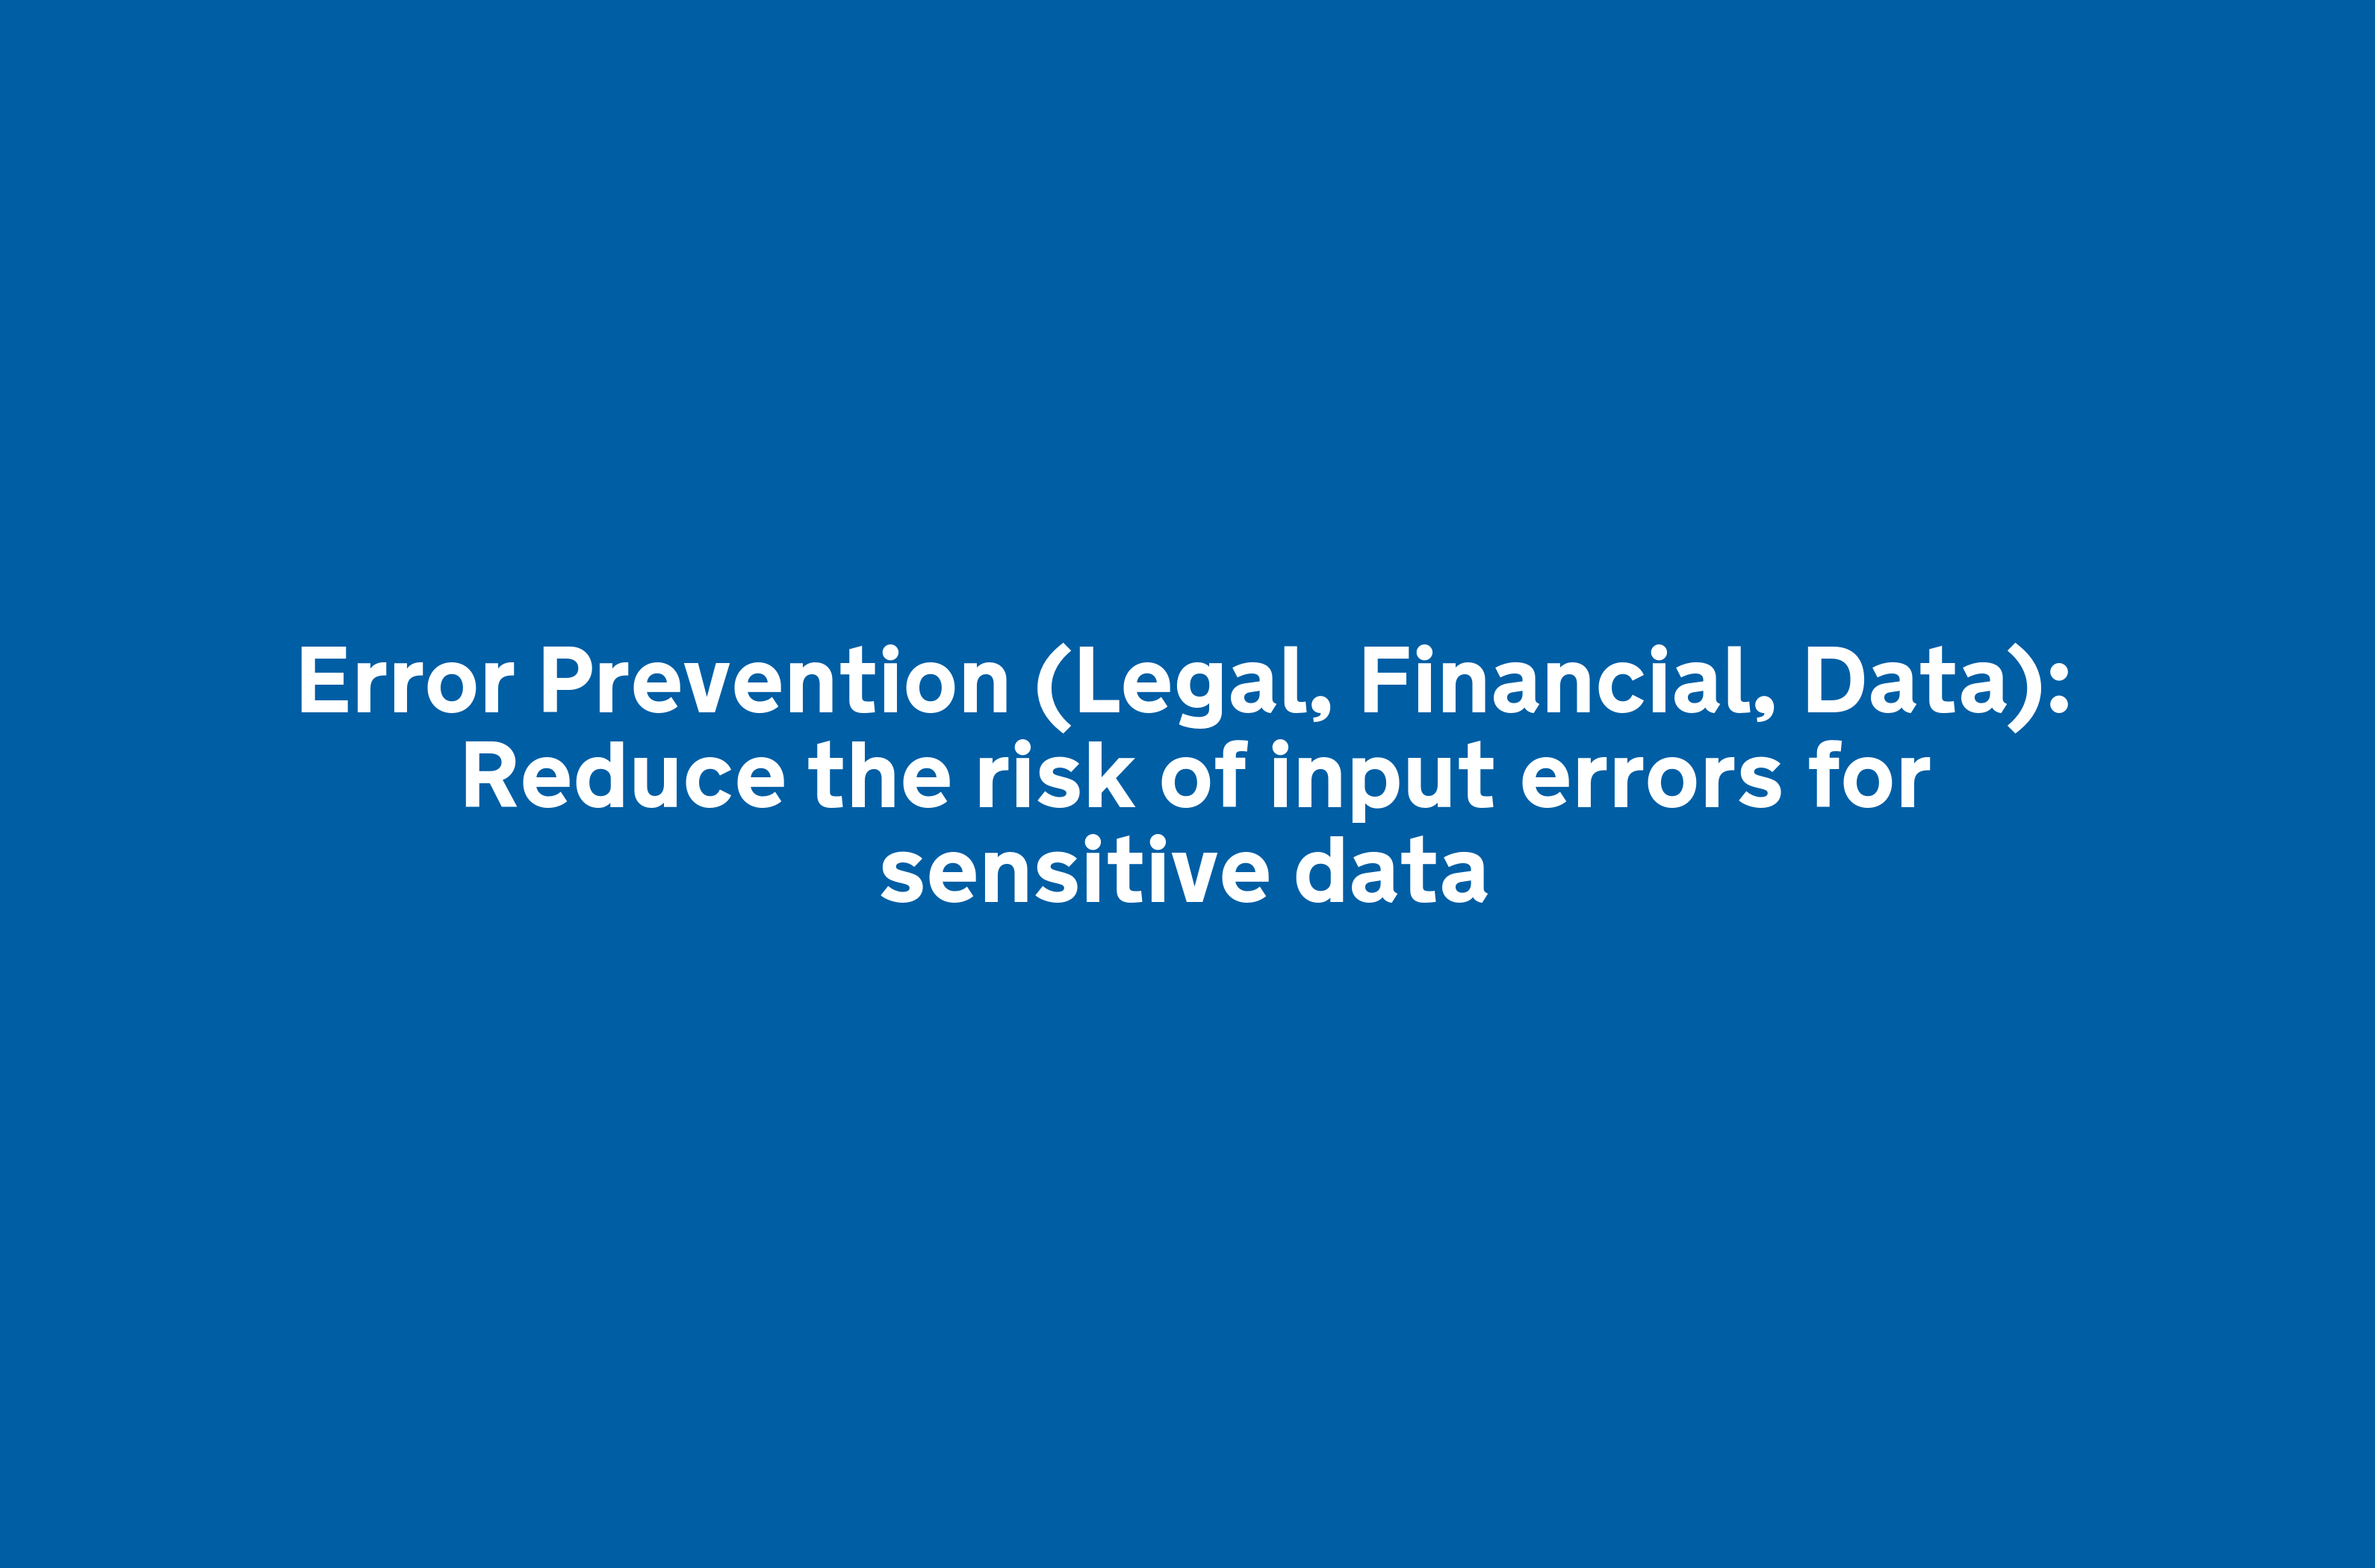 Error Prevention (Legal, Financial, Data):
Reduce the risk of input errors for
sensitive data